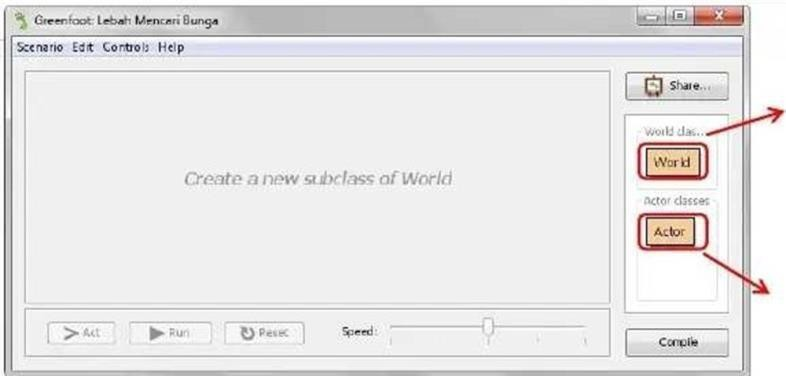 Greenfoot: Lebah Mencari Bunga
Scenario Edit Controls Help
Share...
World clas...
World
Create a new subclass of World
Actor classes
Actor
Act
Run
Reset
Speed:
Compile